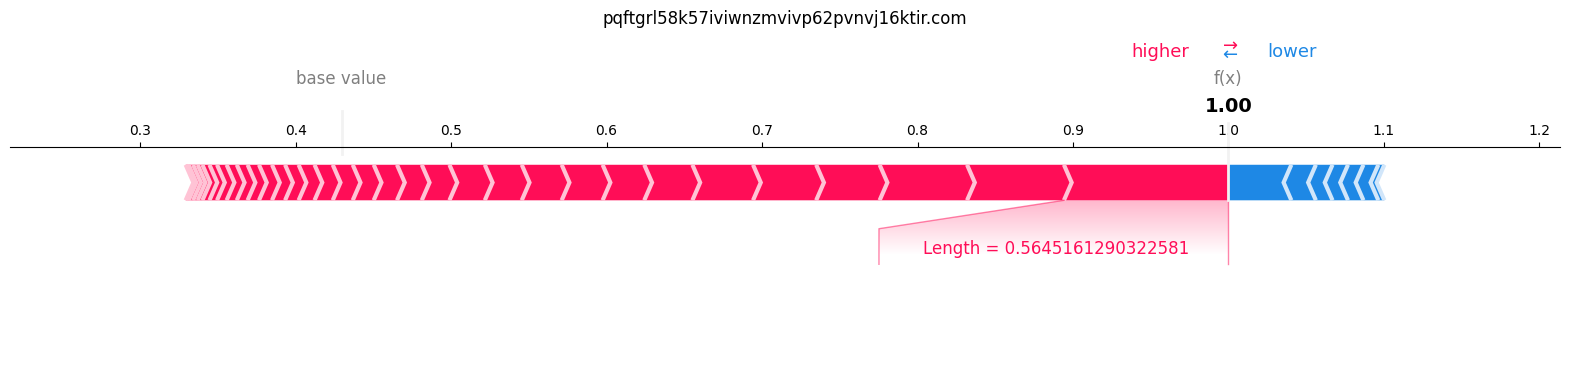 pqftgrl58k57iviwnzmvivp62pvnvj16ktir.com
higher → ← lower
base value f(x)
1.00
0.3 0.4 0.5 0.6 0.7 0.8 0.9 1.0 1.1 1.2
Length = 0.5645161290322581